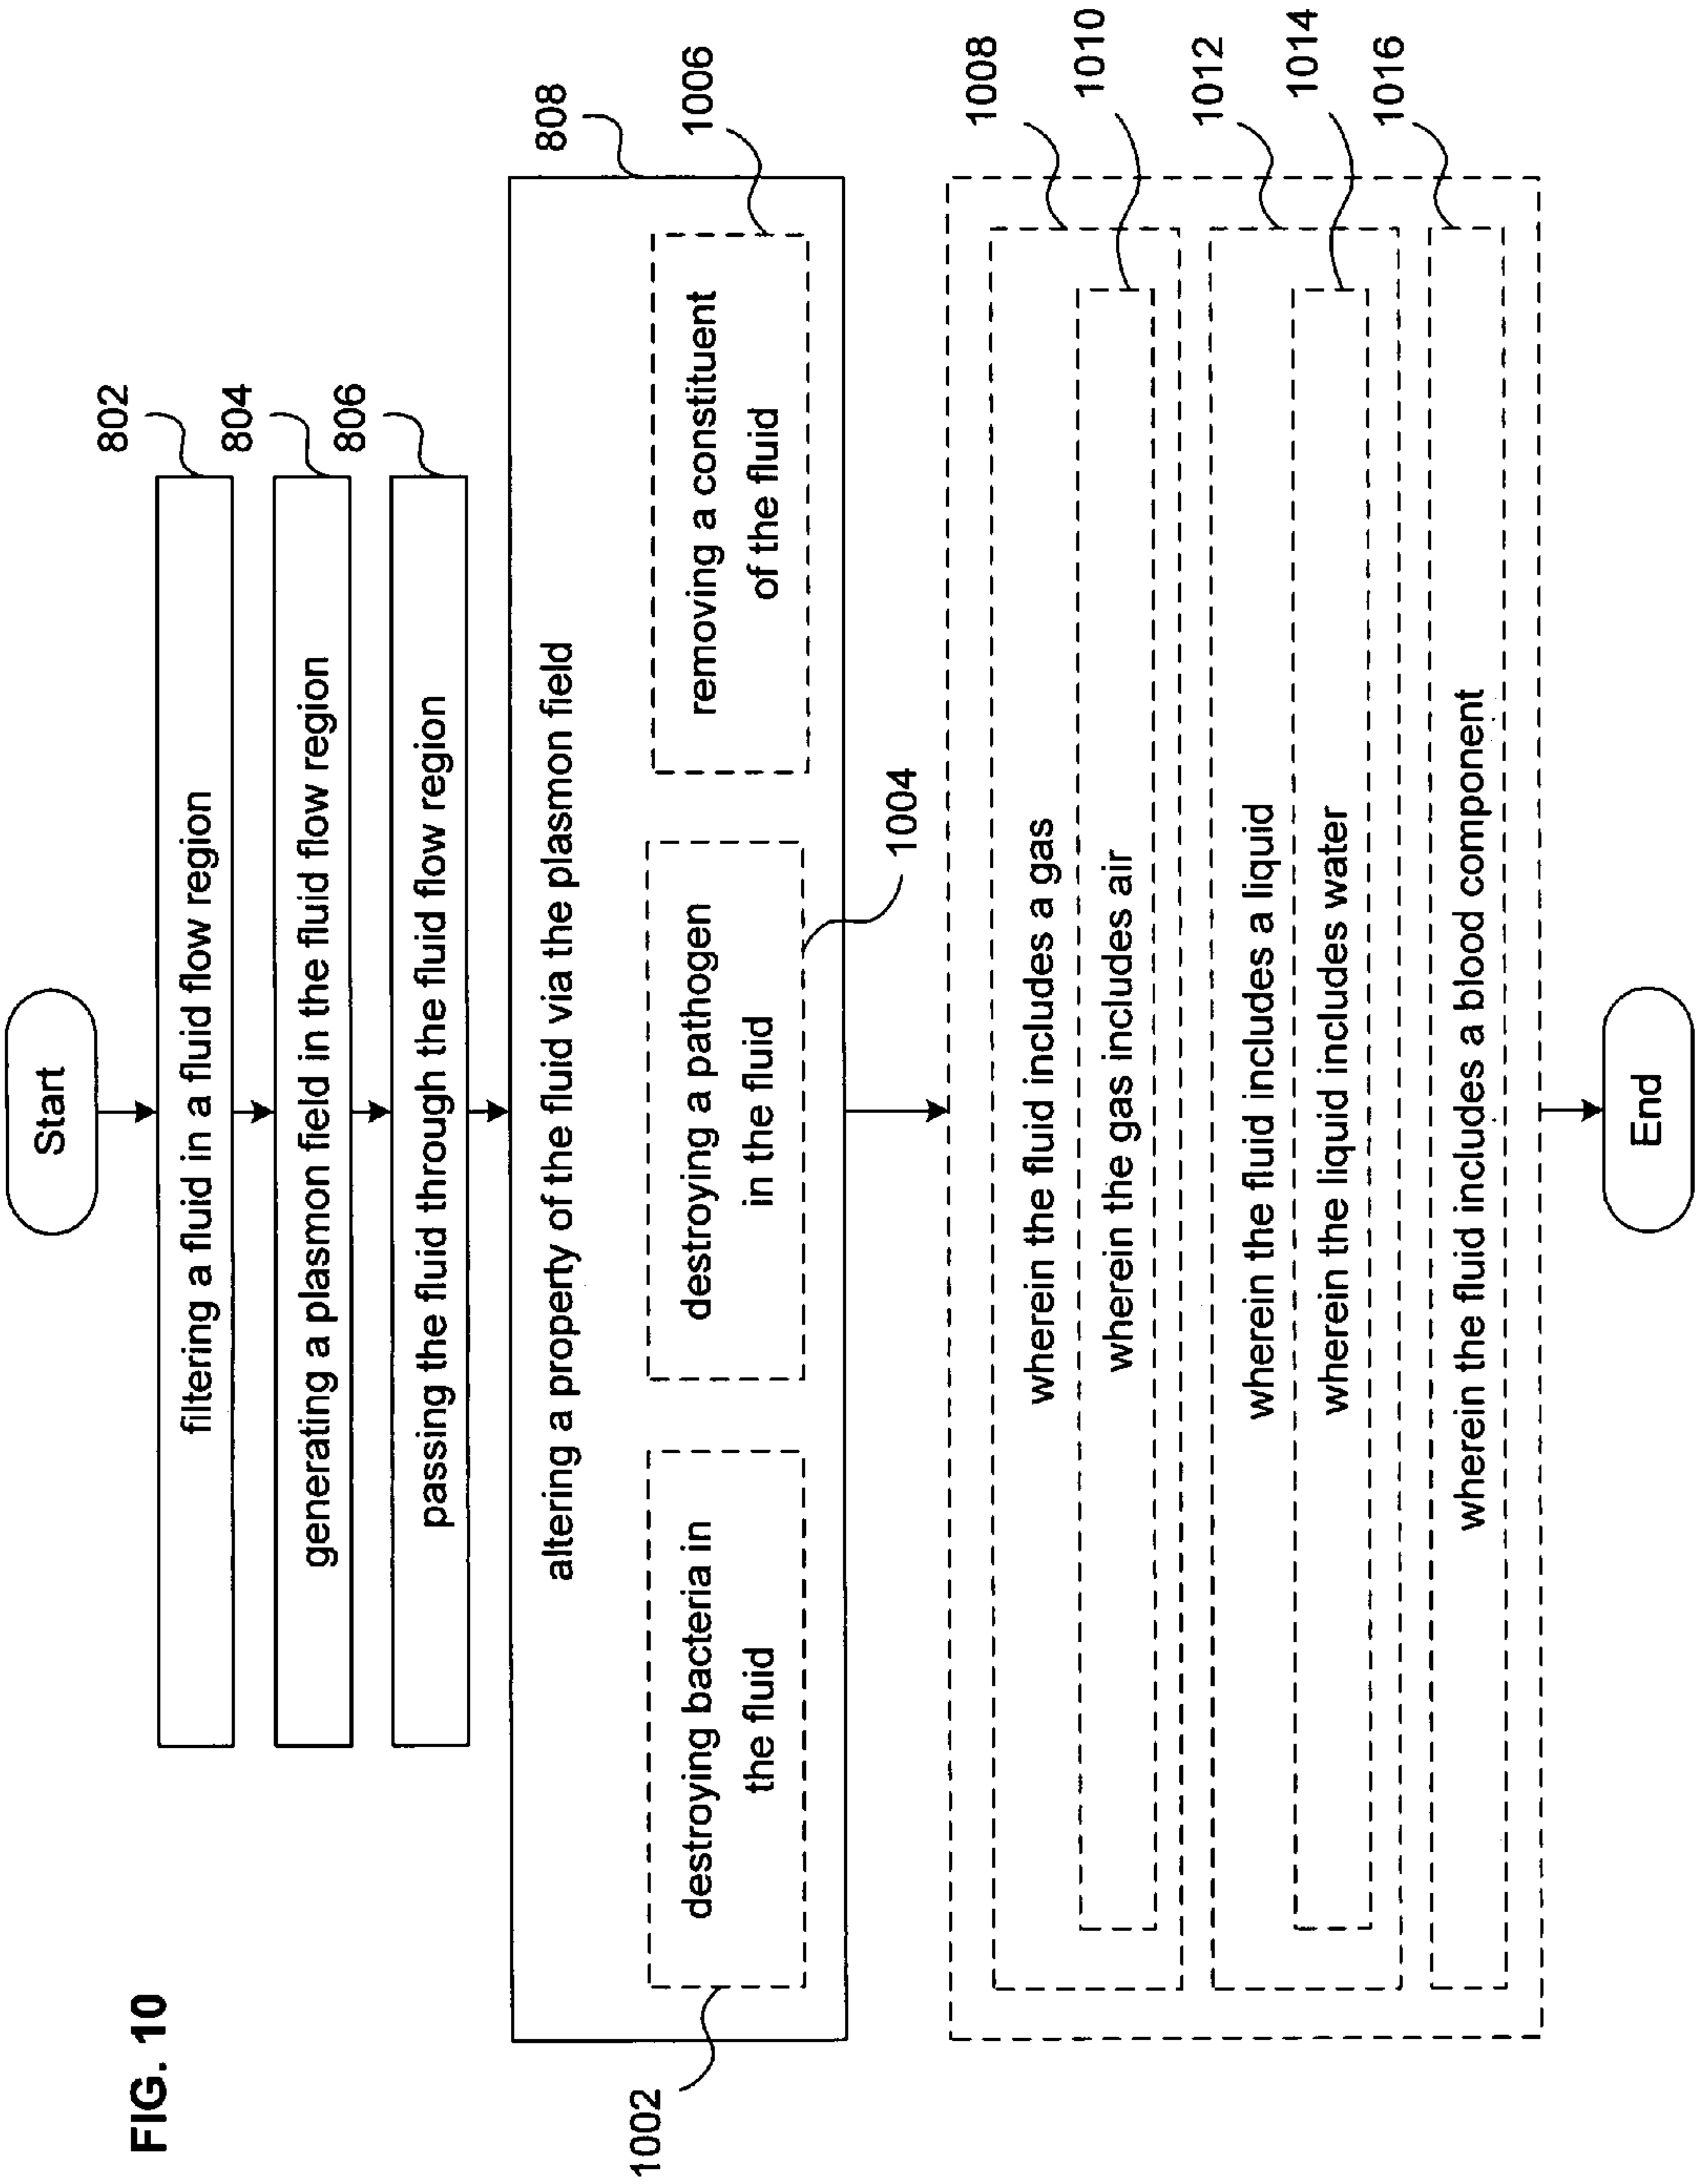 FIG. 10
Start
filtering a fluid in a fluid flow region
802
generating a plasmon field in the fluid flow region
804
passing the fluid through the fluid flow region
806
altering a property of the fluid via the plasmon field
808
destroying bacteria in
the fluid
1002
destroying a pathogen
in the fluid
1004
removing a constituent
of the fluid
1006
wherein the fluid includes a gas
1008
wherein the gas includes air
1010
wherein the fluid includes a liquid
1012
wherein the liquid includes water
1014
wherein the fluid includes a blood component
1016
End